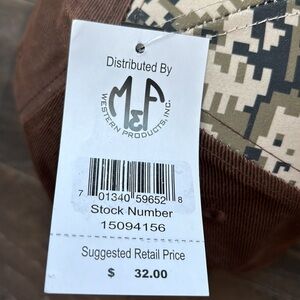 Distributed By
M&F
WESTERN PRODUCTS, INC.
7 01340 59652 8
Stock Number
15094156
Suggested Retail Price
$ 32.00